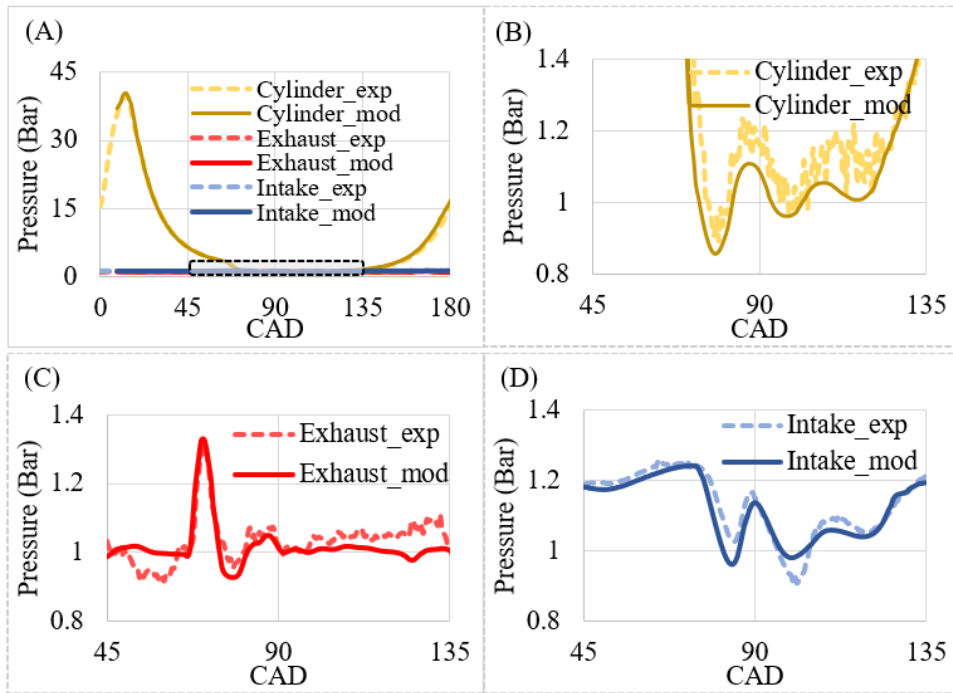 (A)
Pressure (Bar)
45
30
15
0
0 45 90 135 180
CAD
Cylinder_exp
Cylinder_mod
Exhaust_exp
Exhaust_mod
Intake_exp
Intake_mod
(B)
Pressure (Bar)
1.4
1.2
1
0.8
45 90 135
CAD
Cylinder_exp
Cylinder_mod
(C)
Pressure (Bar)
1.4
1.2
1
0.8
45 90 135
CAD
Exhaust_exp
Exhaust_mod
(D)
Pressure (Bar)
1.4
1.2
1
0.8
45 90 135
CAD
Intake_exp
Intake_mod